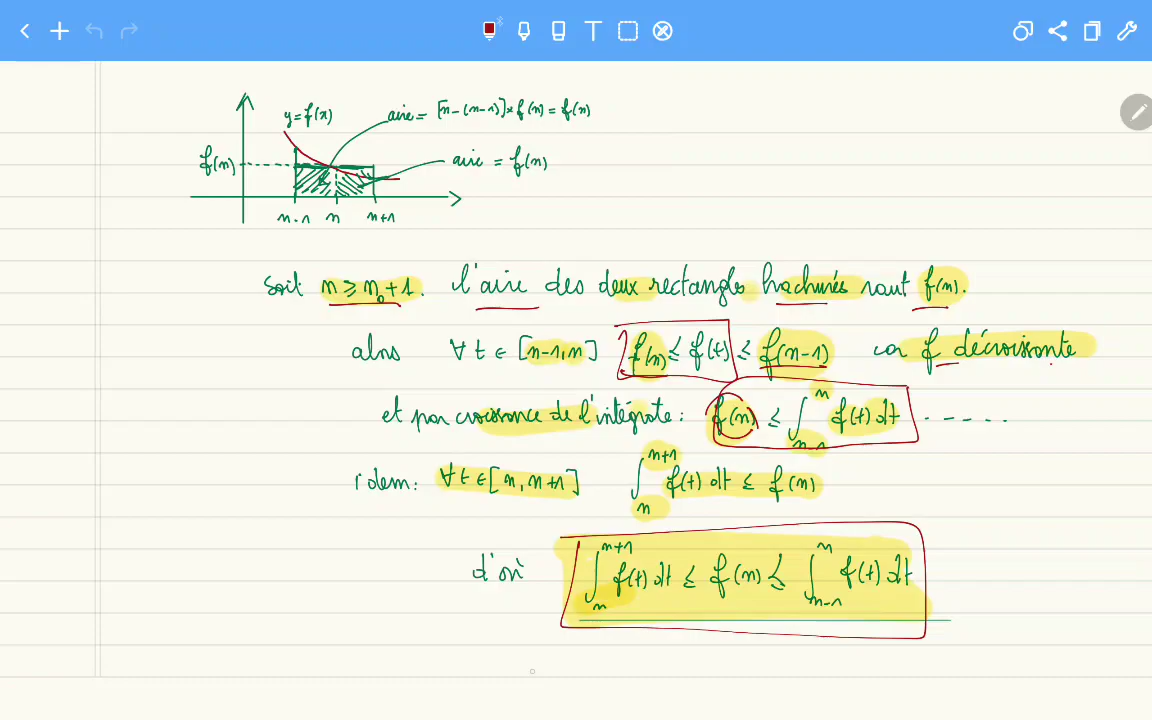 y=f(x)
aire = [n-(n-1)]×f(n) = f(n)
f(n)
aire = f(n)
n-1 n n+1
Soit n ≥ n₀+1. L'aire des deux rectangles hachurés vaut f(n).
alors ∀ t ∈ [n-1,n] f(n) ≤ f(t) ≤ f(n-1) car f décroissante
et par croissance de l'intégrale : f(n) ≤ ∫_{n-1}^{n} f(t) dt ......
idem : ∀ t ∈ [n, n+1] ∫_{n}^{n+1} f(t) dt ≤ f(n)
d'où ∫_{n}^{n+1} f(t) dt ≤ f(n) ≤ ∫_{n-1}^{n} f(t) dt